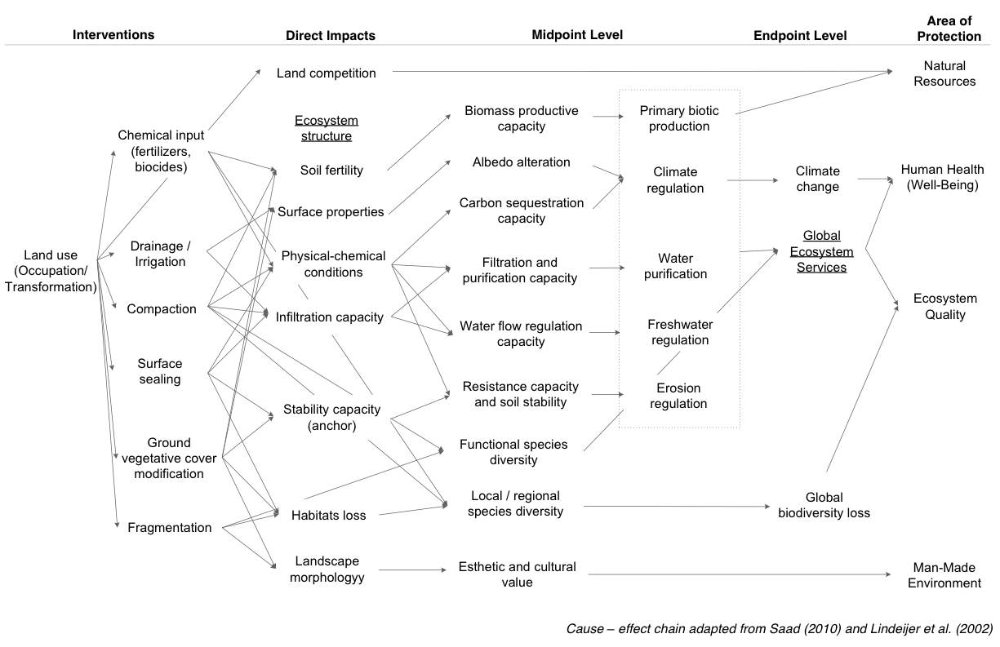 Interventions
Direct Impacts
Midpoint Level
Endpoint Level
Area of
Protection
Land use
(Occupation/
Transformation)
Chemical input
(fertilizers,
biocides)
Drainage /
Irrigation
Compaction
Surface
sealing
Ground
vegetative cover
modification
Fragmentation
Land competition
Ecosystem
structure
Soil fertility
Surface properties
Physical-chemical
conditions
Infiltration capacity
Stability capacity
(anchor)
Habitats loss
Landscape
morphologyy
Biomass productive
capacity
Albedo alteration
Carbon sequestration
capacity
Filtration and
purification capacity
Water flow regulation
capacity
Resistance capacity
and soil stability
Functional species
diversity
Local / regional
species diversity
Esthetic and cultural
value
Primary biotic
production
Climate
regulation
Water
purification
Freshwater
regulation
Erosion
regulation
Climate
change
Global
Ecosystem
Services
Global
biodiversity loss
Natural
Resources
Human Health
(Well-Being)
Ecosystem
Quality
Man-Made
Environment
Cause – effect chain adapted from Saad (2010) and Lindeijer et al. (2002)